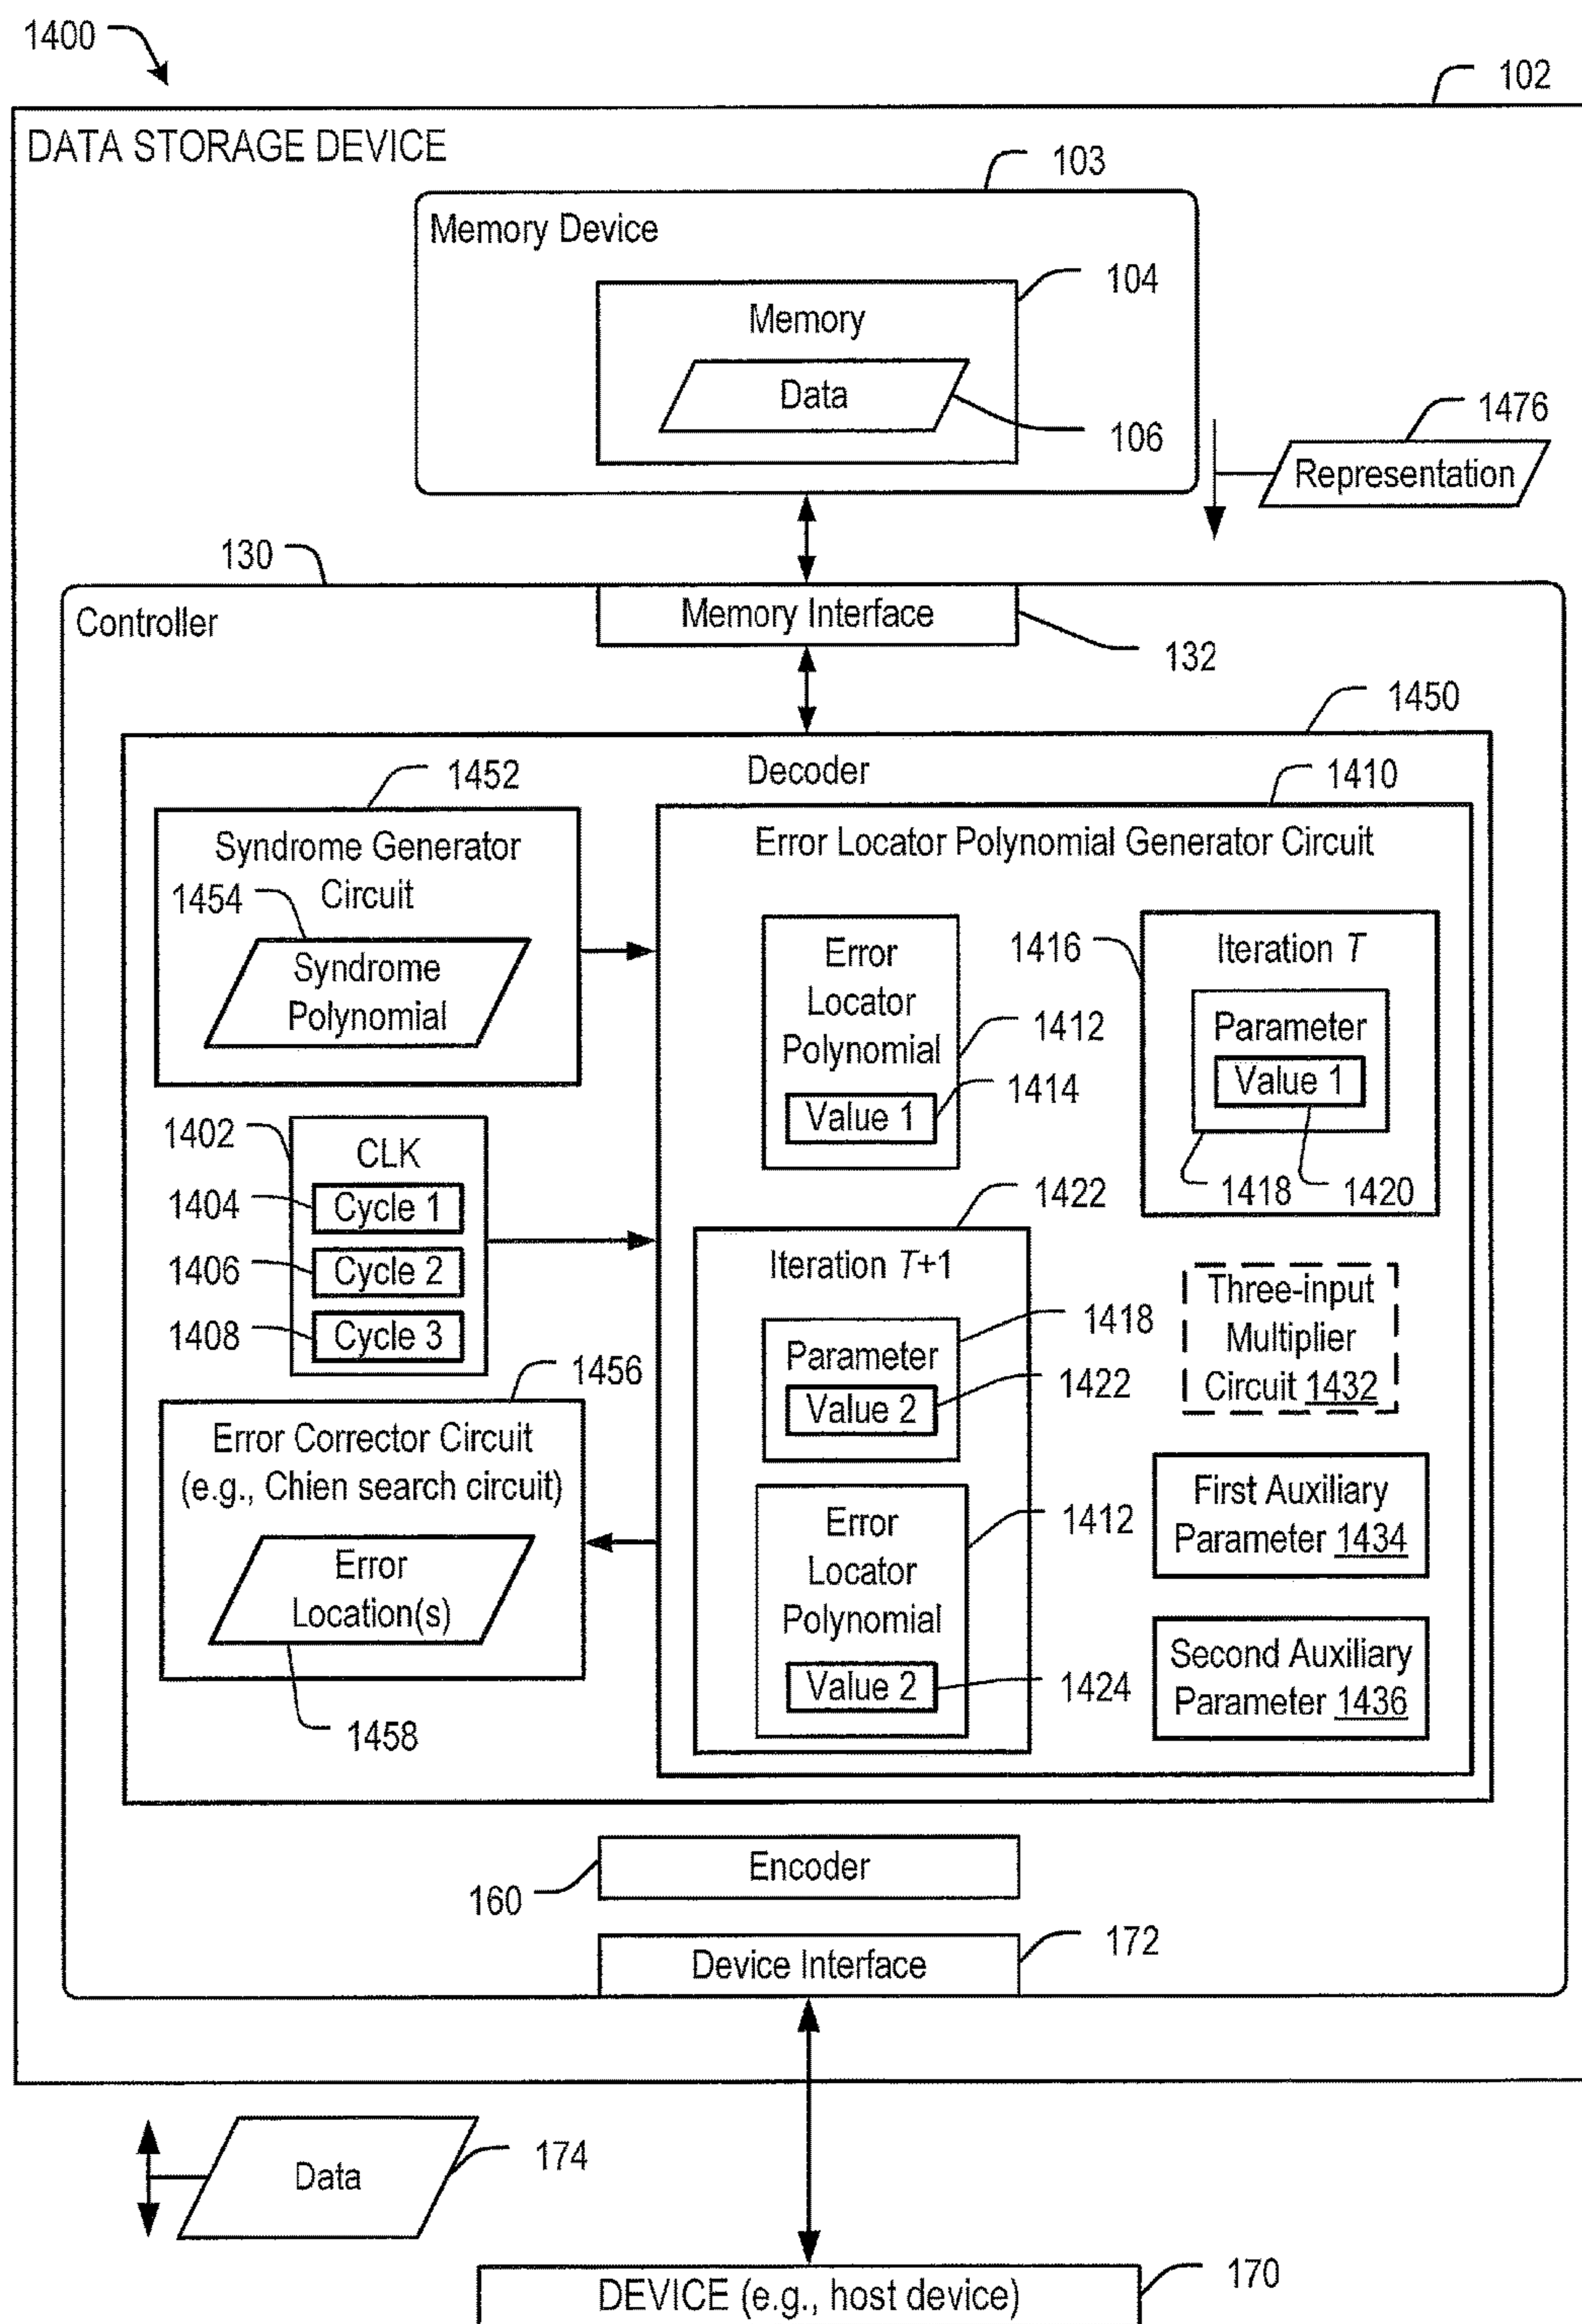 1400
102
DATA STORAGE DEVICE
103
Memory Device
104
Memory
Data
106
1476
Representation
130
Controller
Memory Interface
132
1450
Decoder
1452
1410
Syndrome Generator
Circuit
1454
Syndrome
Polynomial
Error Locator Polynomial Generator Circuit
Error
Locator
Polynomial
1412
Value 1
1414
1416
Iteration T
Parameter
Value 1
1418
1420
1402
CLK
1404
Cycle 1
1406
Cycle 2
1408
Cycle 3
1422
Iteration T+1
1418
Parameter
Value 2
1422
Three-input
Multiplier
Circuit 1432
1456
Error Corrector Circuit
(e.g., Chien search circuit)
Error
Location(s)
1458
Error
Locator
Polynomial
1412
Value 2
1424
First Auxiliary
Parameter 1434
Second Auxiliary
Parameter 1436
Encoder
160
172
Device Interface
Data
174
170
DEVICE (e.g., host device)